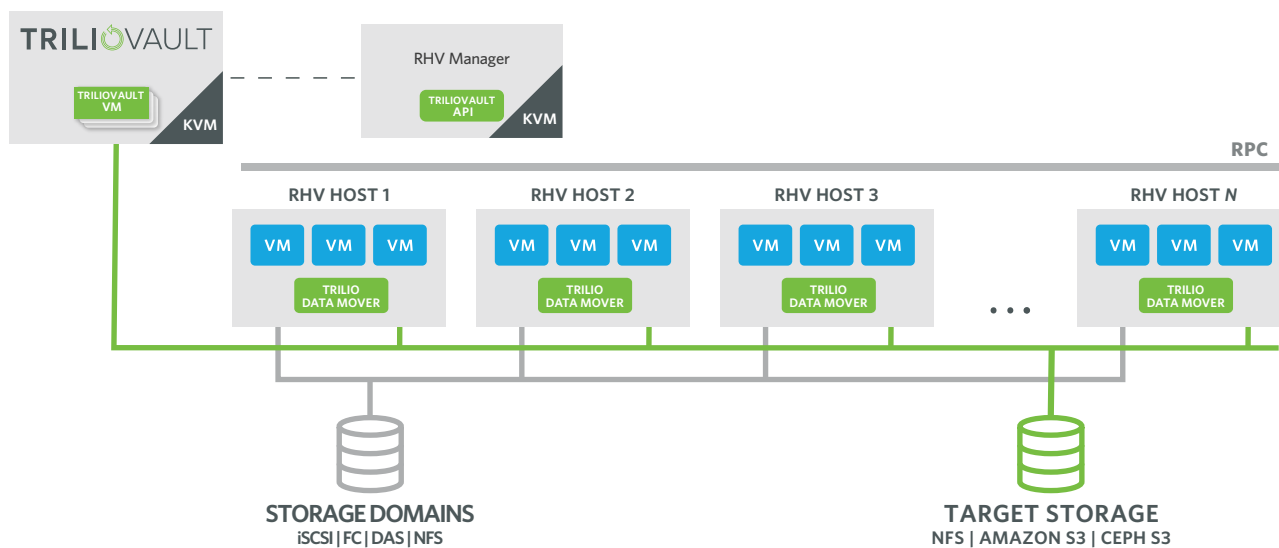 TRILIOVAULT
TRILIOVAULT
VM
KVM
RHV Manager
TRILIOVAULT
API
KVM
RPC
RHV HOST 1
RHV HOST 2
RHV HOST 3
RHV HOST N
VM VM VM
VM VM VM
VM VM VM
VM VM VM
TRILIO
DATA MOVER
TRILIO
DATA MOVER
TRILIO
DATA MOVER
...
TRILIO
DATA MOVER
STORAGE DOMAINS
iSCSI | FC | DAS | NFS
TARGET STORAGE
NFS | AMAZON S3 | CEPH S3